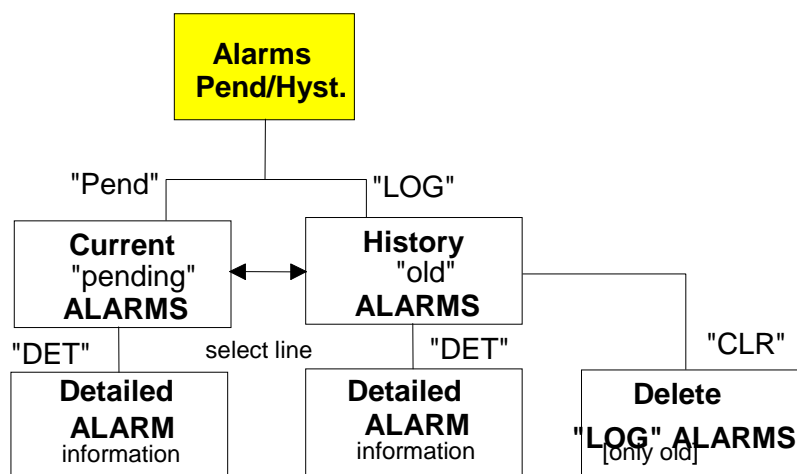 Alarms
Pend/Hyst.
"Pend"
"LOG"
Current
"pending"
ALARMS
History
"old"
ALARMS
"DET"
select line
"DET"
"CLR"
Detailed
ALARM
information
Detailed
ALARM
information
Delete
"LOG" ALARMS
[only old]